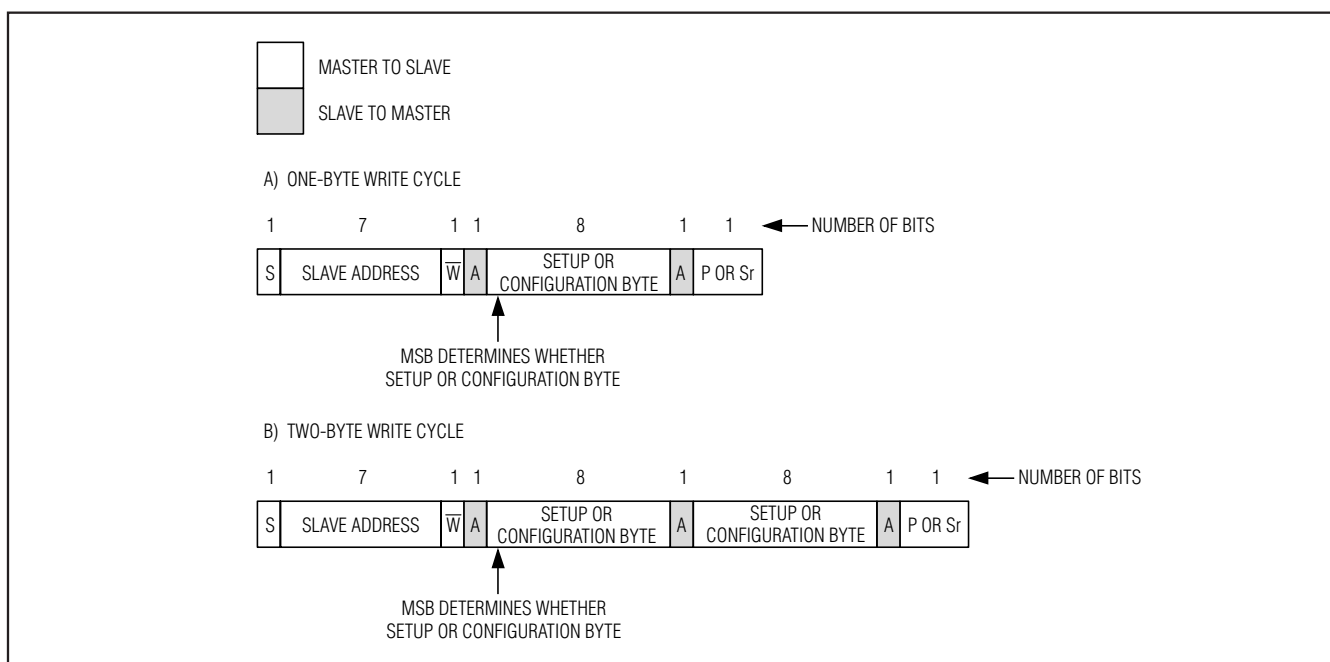 MASTER TO SLAVE
SLAVE TO MASTER
A) ONE-BYTE WRITE CYCLE
1 7 1 1 8 1 1 NUMBER OF BITS
S SLAVE ADDRESS W̅ A SETUP OR CONFIGURATION BYTE A P OR Sr
MSB DETERMINES WHETHER
SETUP OR CONFIGURATION BYTE
B) TWO-BYTE WRITE CYCLE
1 7 1 1 8 1 8 1 1 NUMBER OF BITS
S SLAVE ADDRESS W̅ A SETUP OR CONFIGURATION BYTE A SETUP OR CONFIGURATION BYTE A P OR Sr
MSB DETERMINES WHETHER
SETUP OR CONFIGURATION BYTE